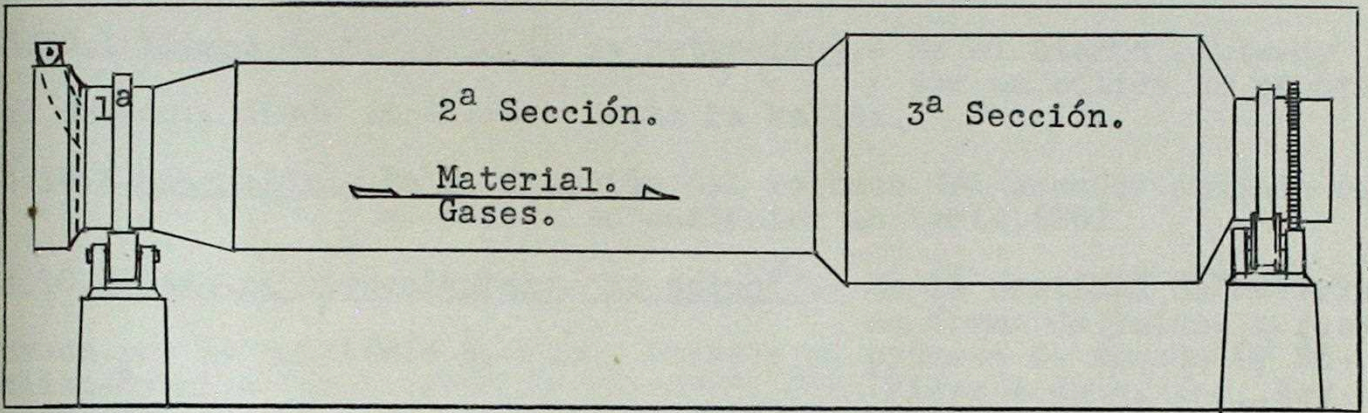 1ª
2ª Sección.
3ª Sección.
Material.
Gases.